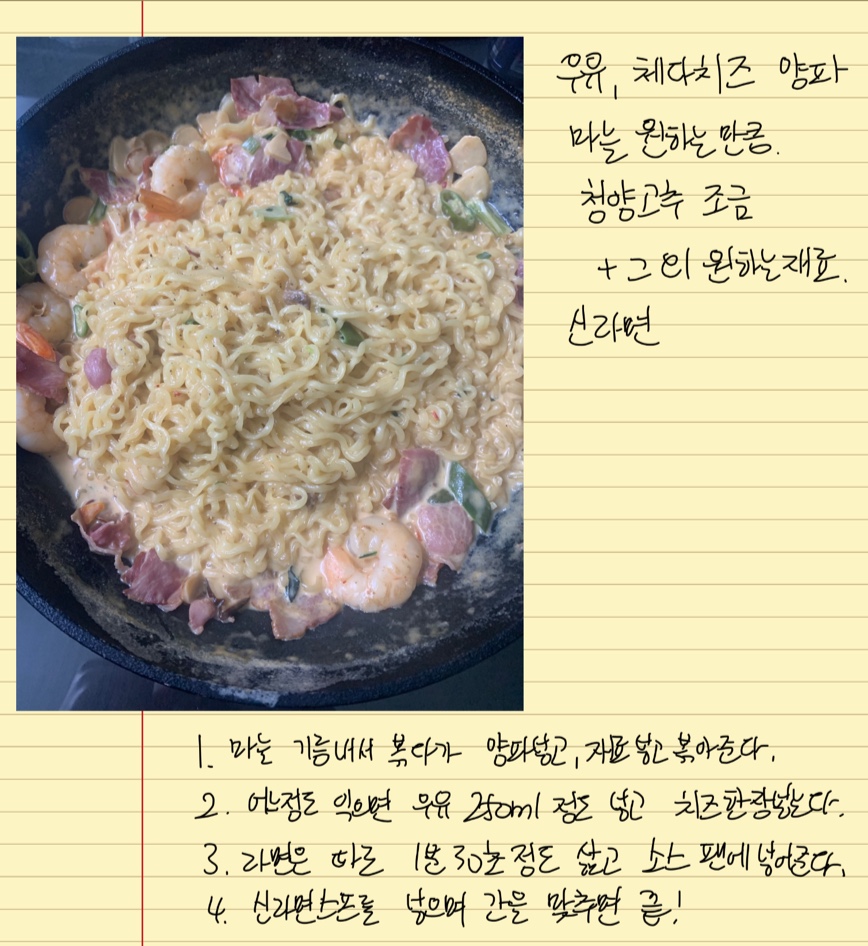 우유, 체다치즈 양파
마늘 원하는만큼.
청양고추 조금
+ 그 외 원하는재료.
신라면
1. 마늘 기름내서 볶다가 양파넣고, 재료넣고 볶아준다.
2. 어느정도 익으면 우유 250ml 정도 넣고 치즈한장넣는다.
3. 라면은 따로 1분30초정도 삶고 소스 팬에넣어준다.
4. 신라면스프를 넣으며 간을 맞추면 끝!